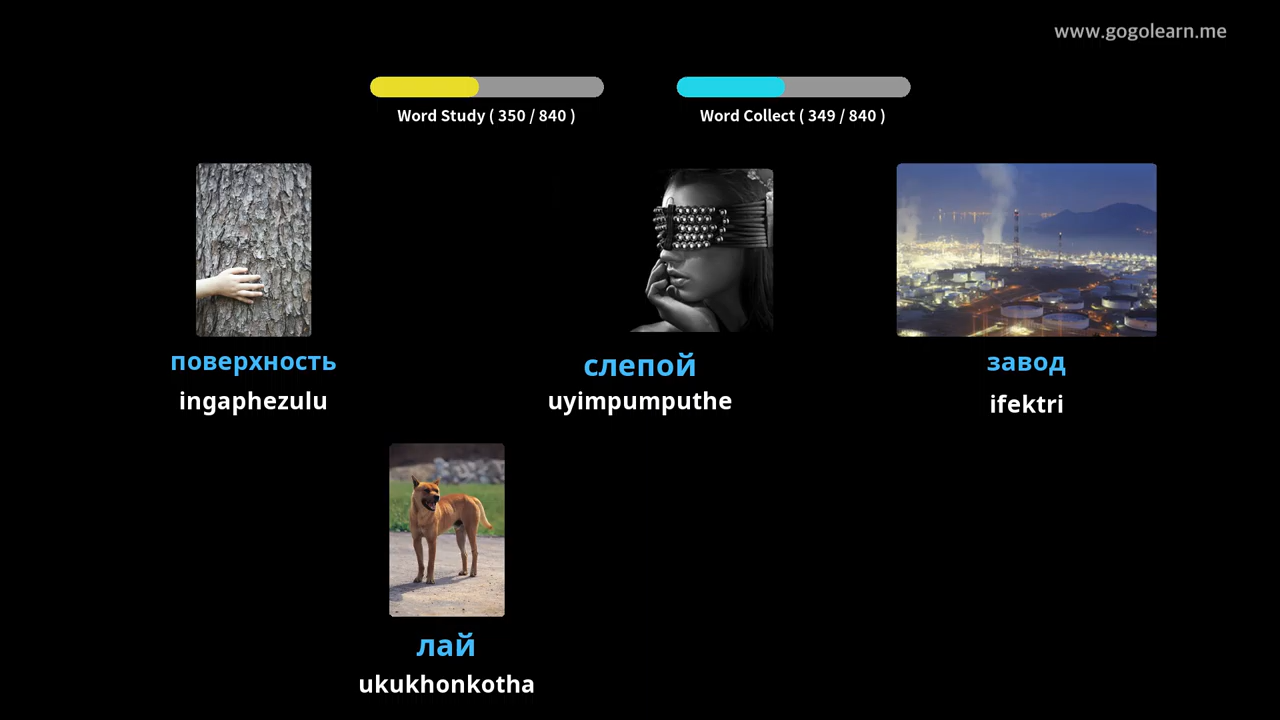 www.gogolearn.me
Word Study ( 350 / 840 )
Word Collect ( 349 / 840 )
поверхность
ingaphezulu
слепой
uyimpumputhe
завод
ifektri
лай
ukukhonkotha